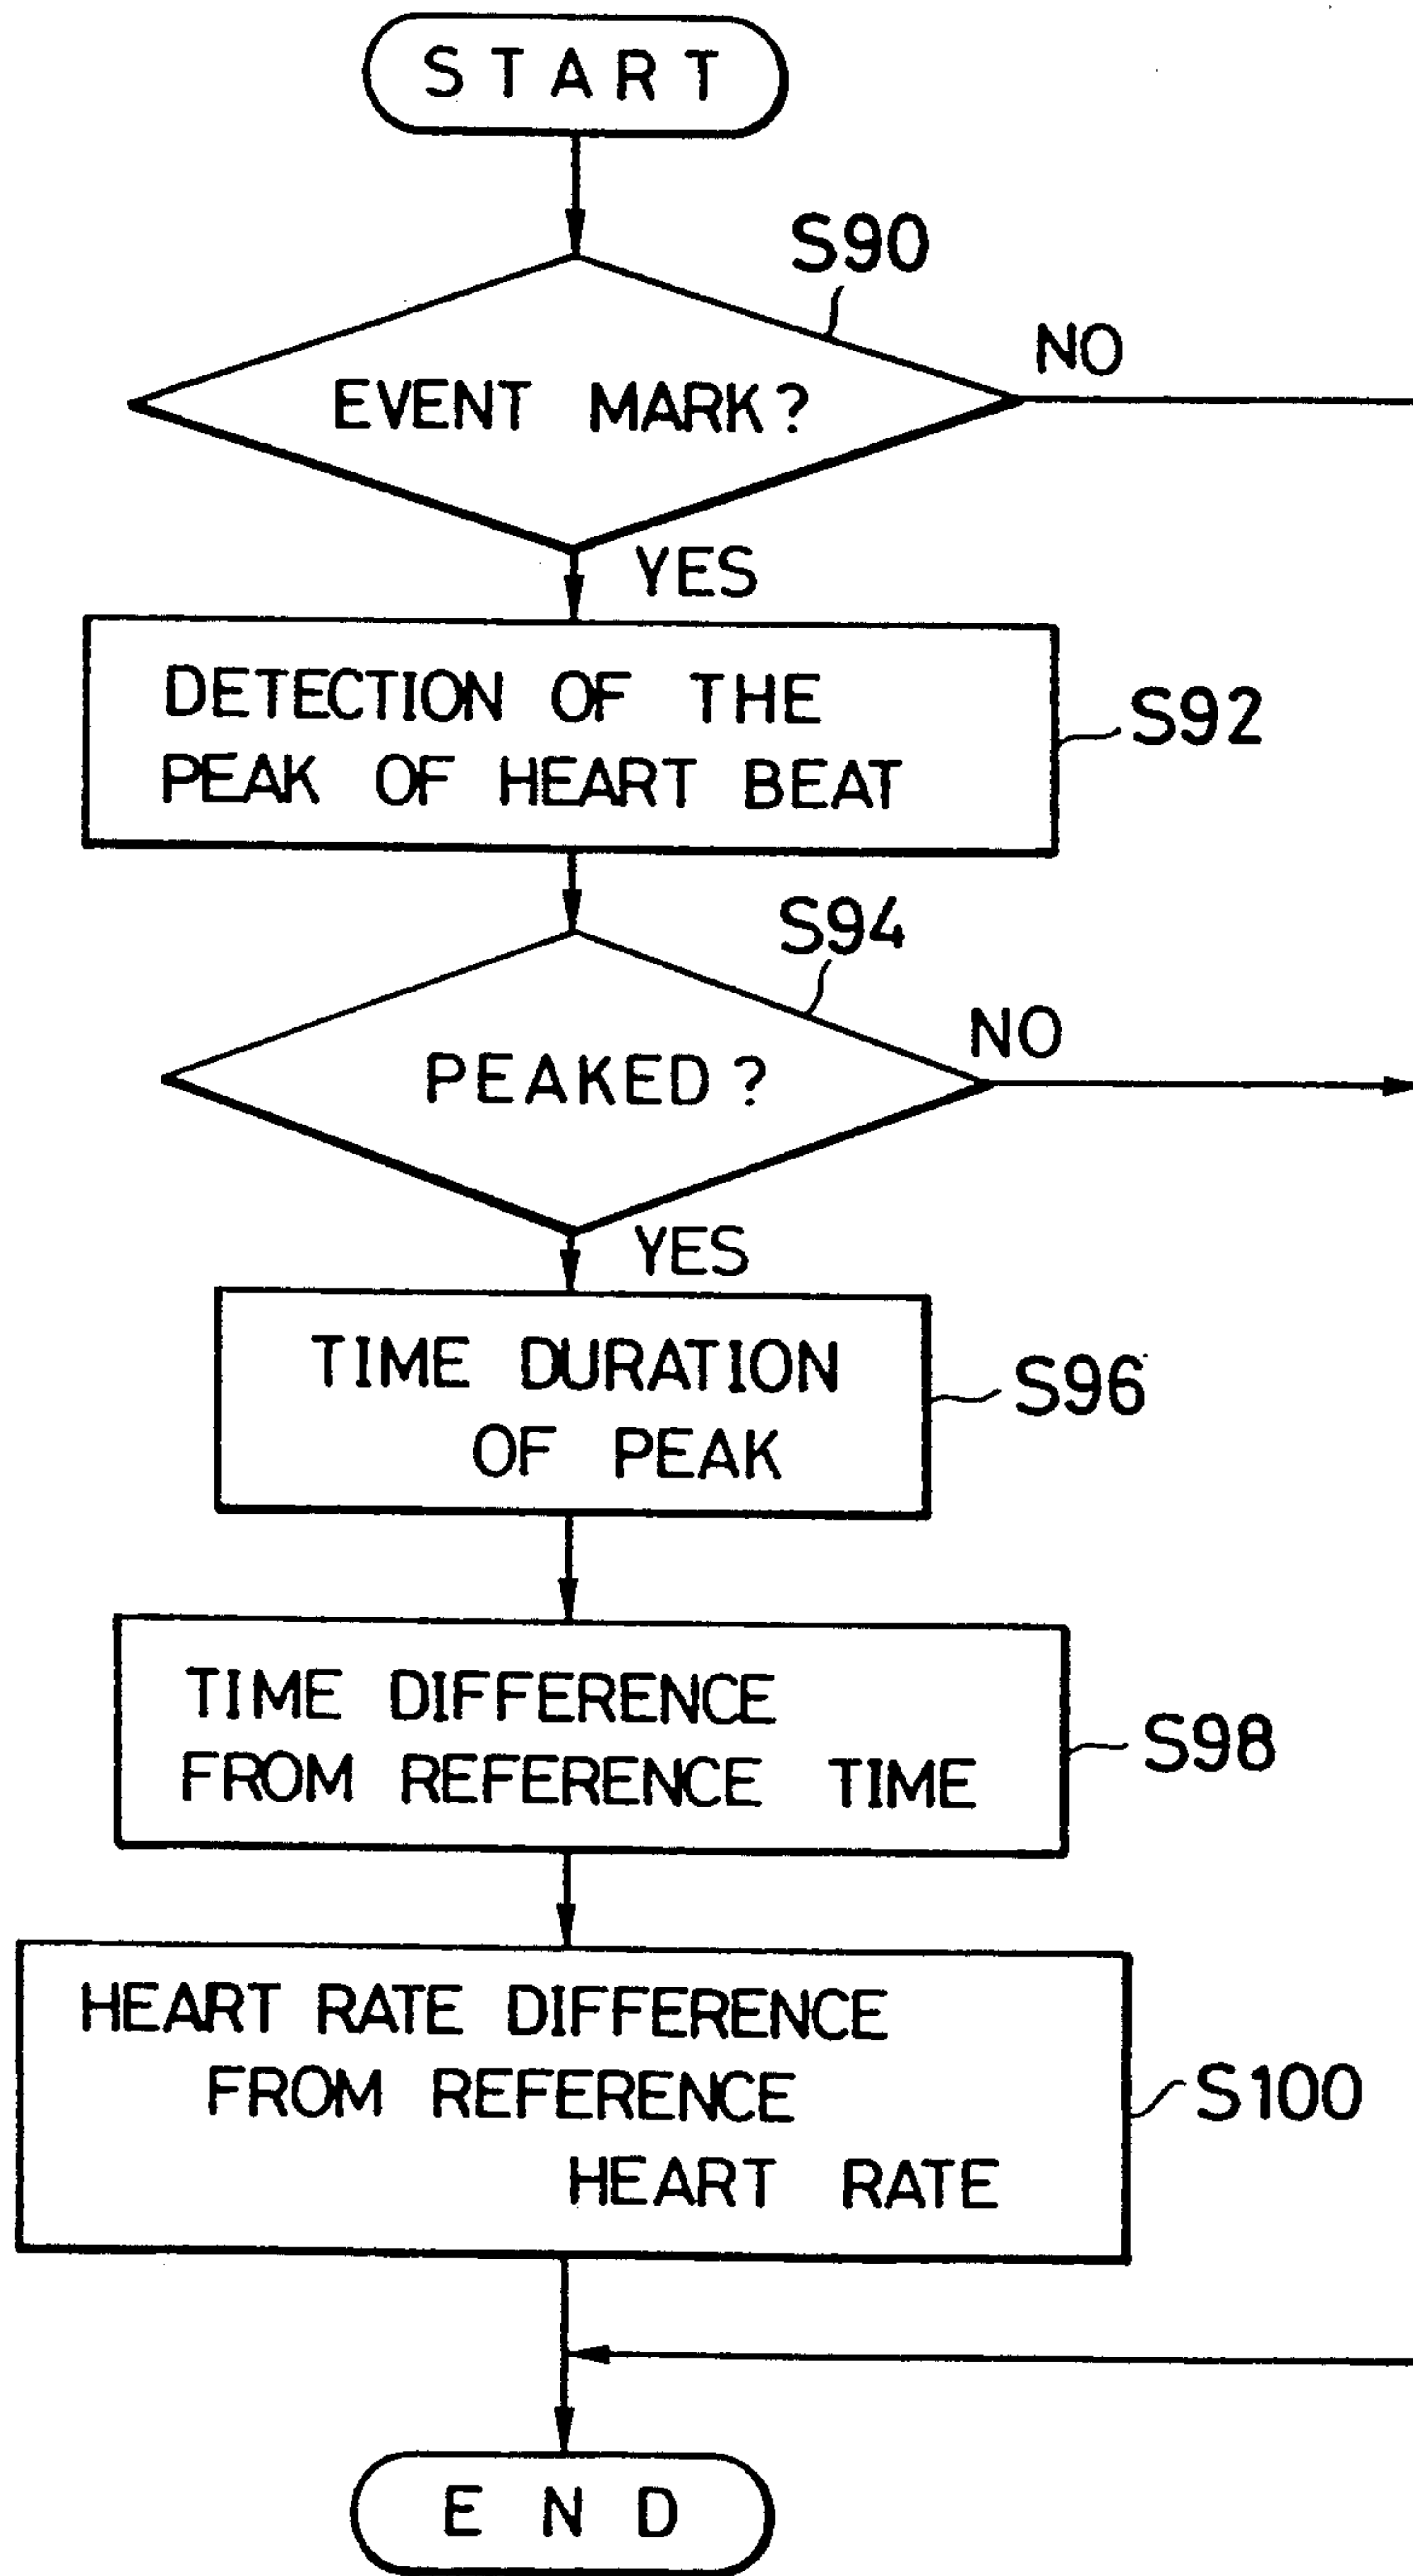 START
S90
NO
EVENT MARK?
YES
DETECTION OF THE
PEAK OF HEART BEAT
S92
S94
NO
PEAKED?
YES
TIME DURATION
OF PEAK
S96
TIME DIFFERENCE
FROM REFERENCE TIME
S98
HEART RATE DIFFERENCE
FROM REFERENCE
HEART RATE
S100
END